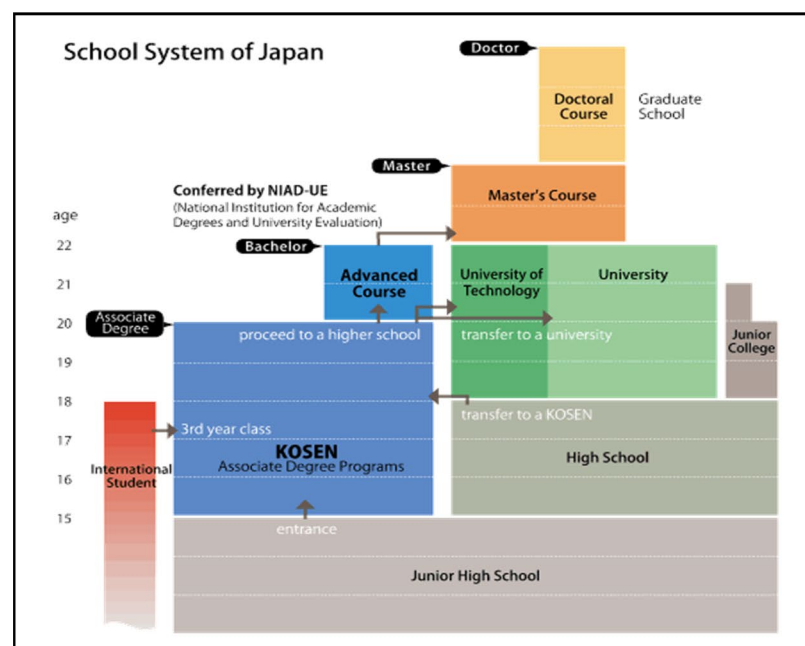 School System of Japan
Doctor
Doctoral
Course
Graduate
School
Master
Master's Course
Conferred by NIAD-UE
(National Institution for Academic
Degrees and University Evaluation)
age
Bachelor
22
Advanced
Course
University of
Technology
University
21
Associate
Degree
20
proceed to a higher school
transfer to a university
Junior
College
19
18
transfer to a KOSEN
3rd year class
17
KOSEN
Associate Degree Programs
High School
International
Student
16
15
entrance
Junior High School